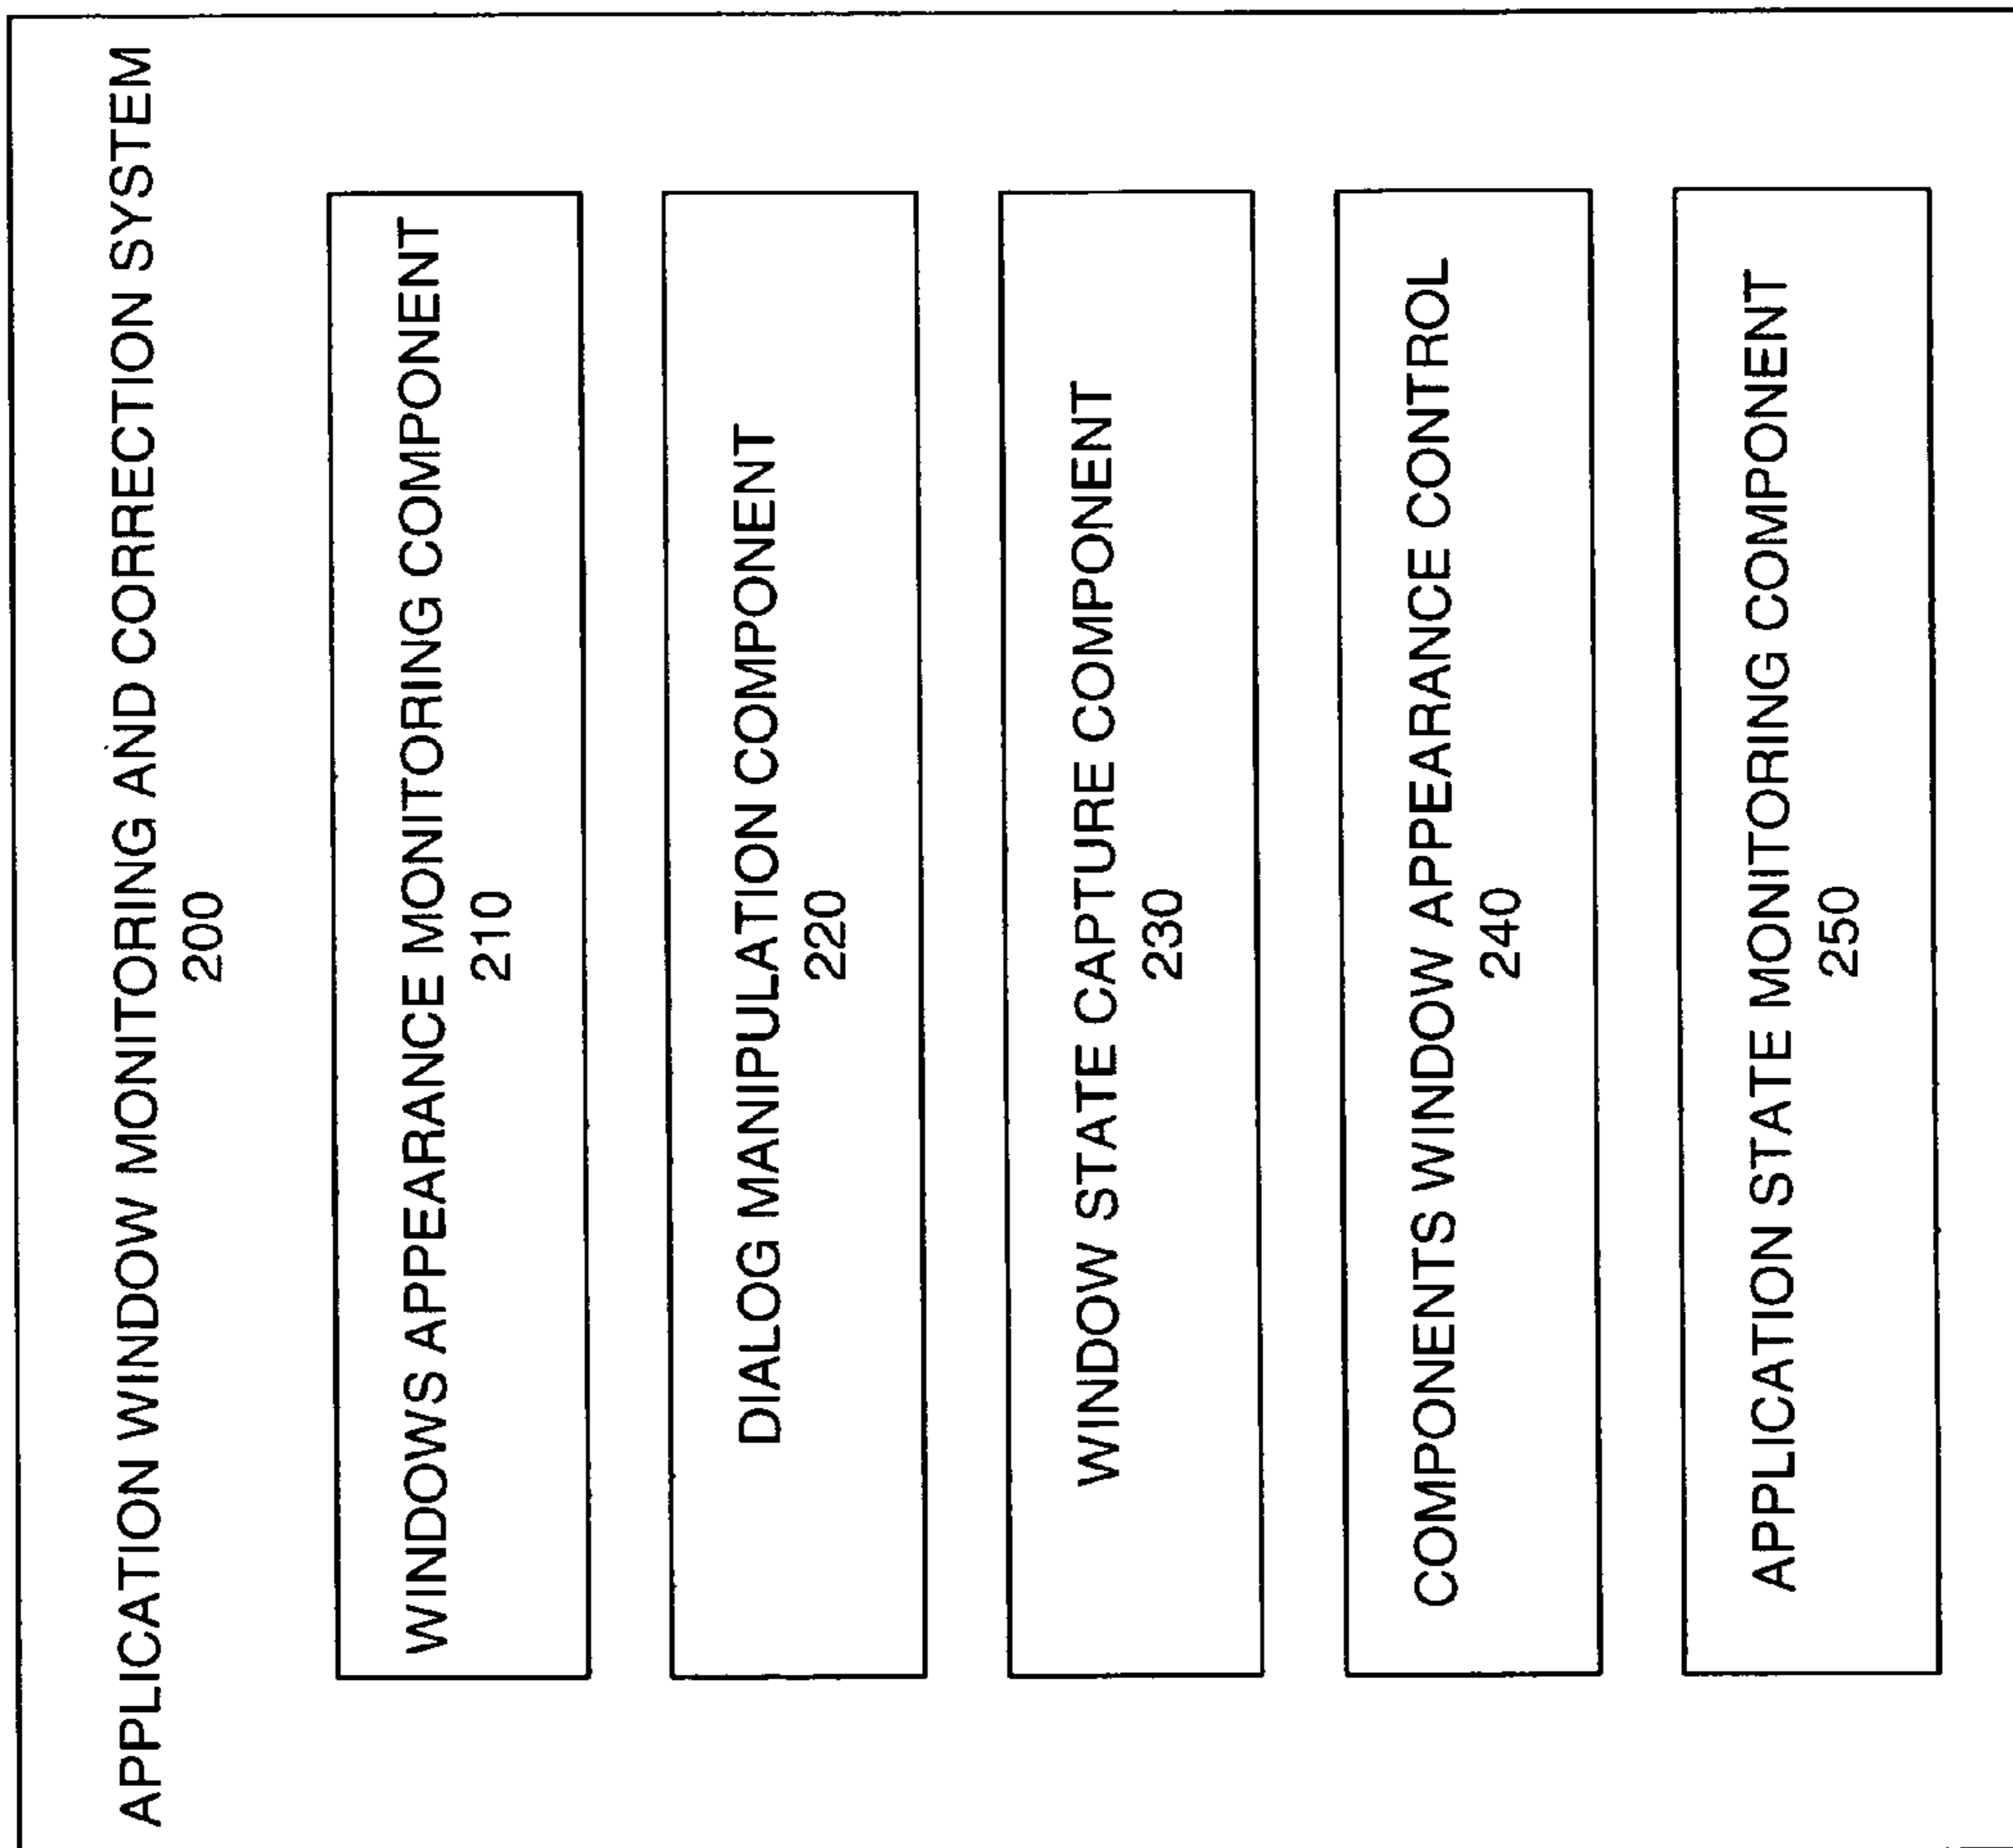 APPLICATION WINDOW MONITORING AND CORRECTION SYSTEM
200
WINDOWS APPEARANCE MONITORING COMPONENT
210
DIALOG MANIPULATION COMPONENT
220
WINDOW STATE CAPTURE COMPONENT
230
COMPONENTS WINDOW APPEARANCE CONTROL
240
APPLICATION STATE MONITORING COMPONENT
250